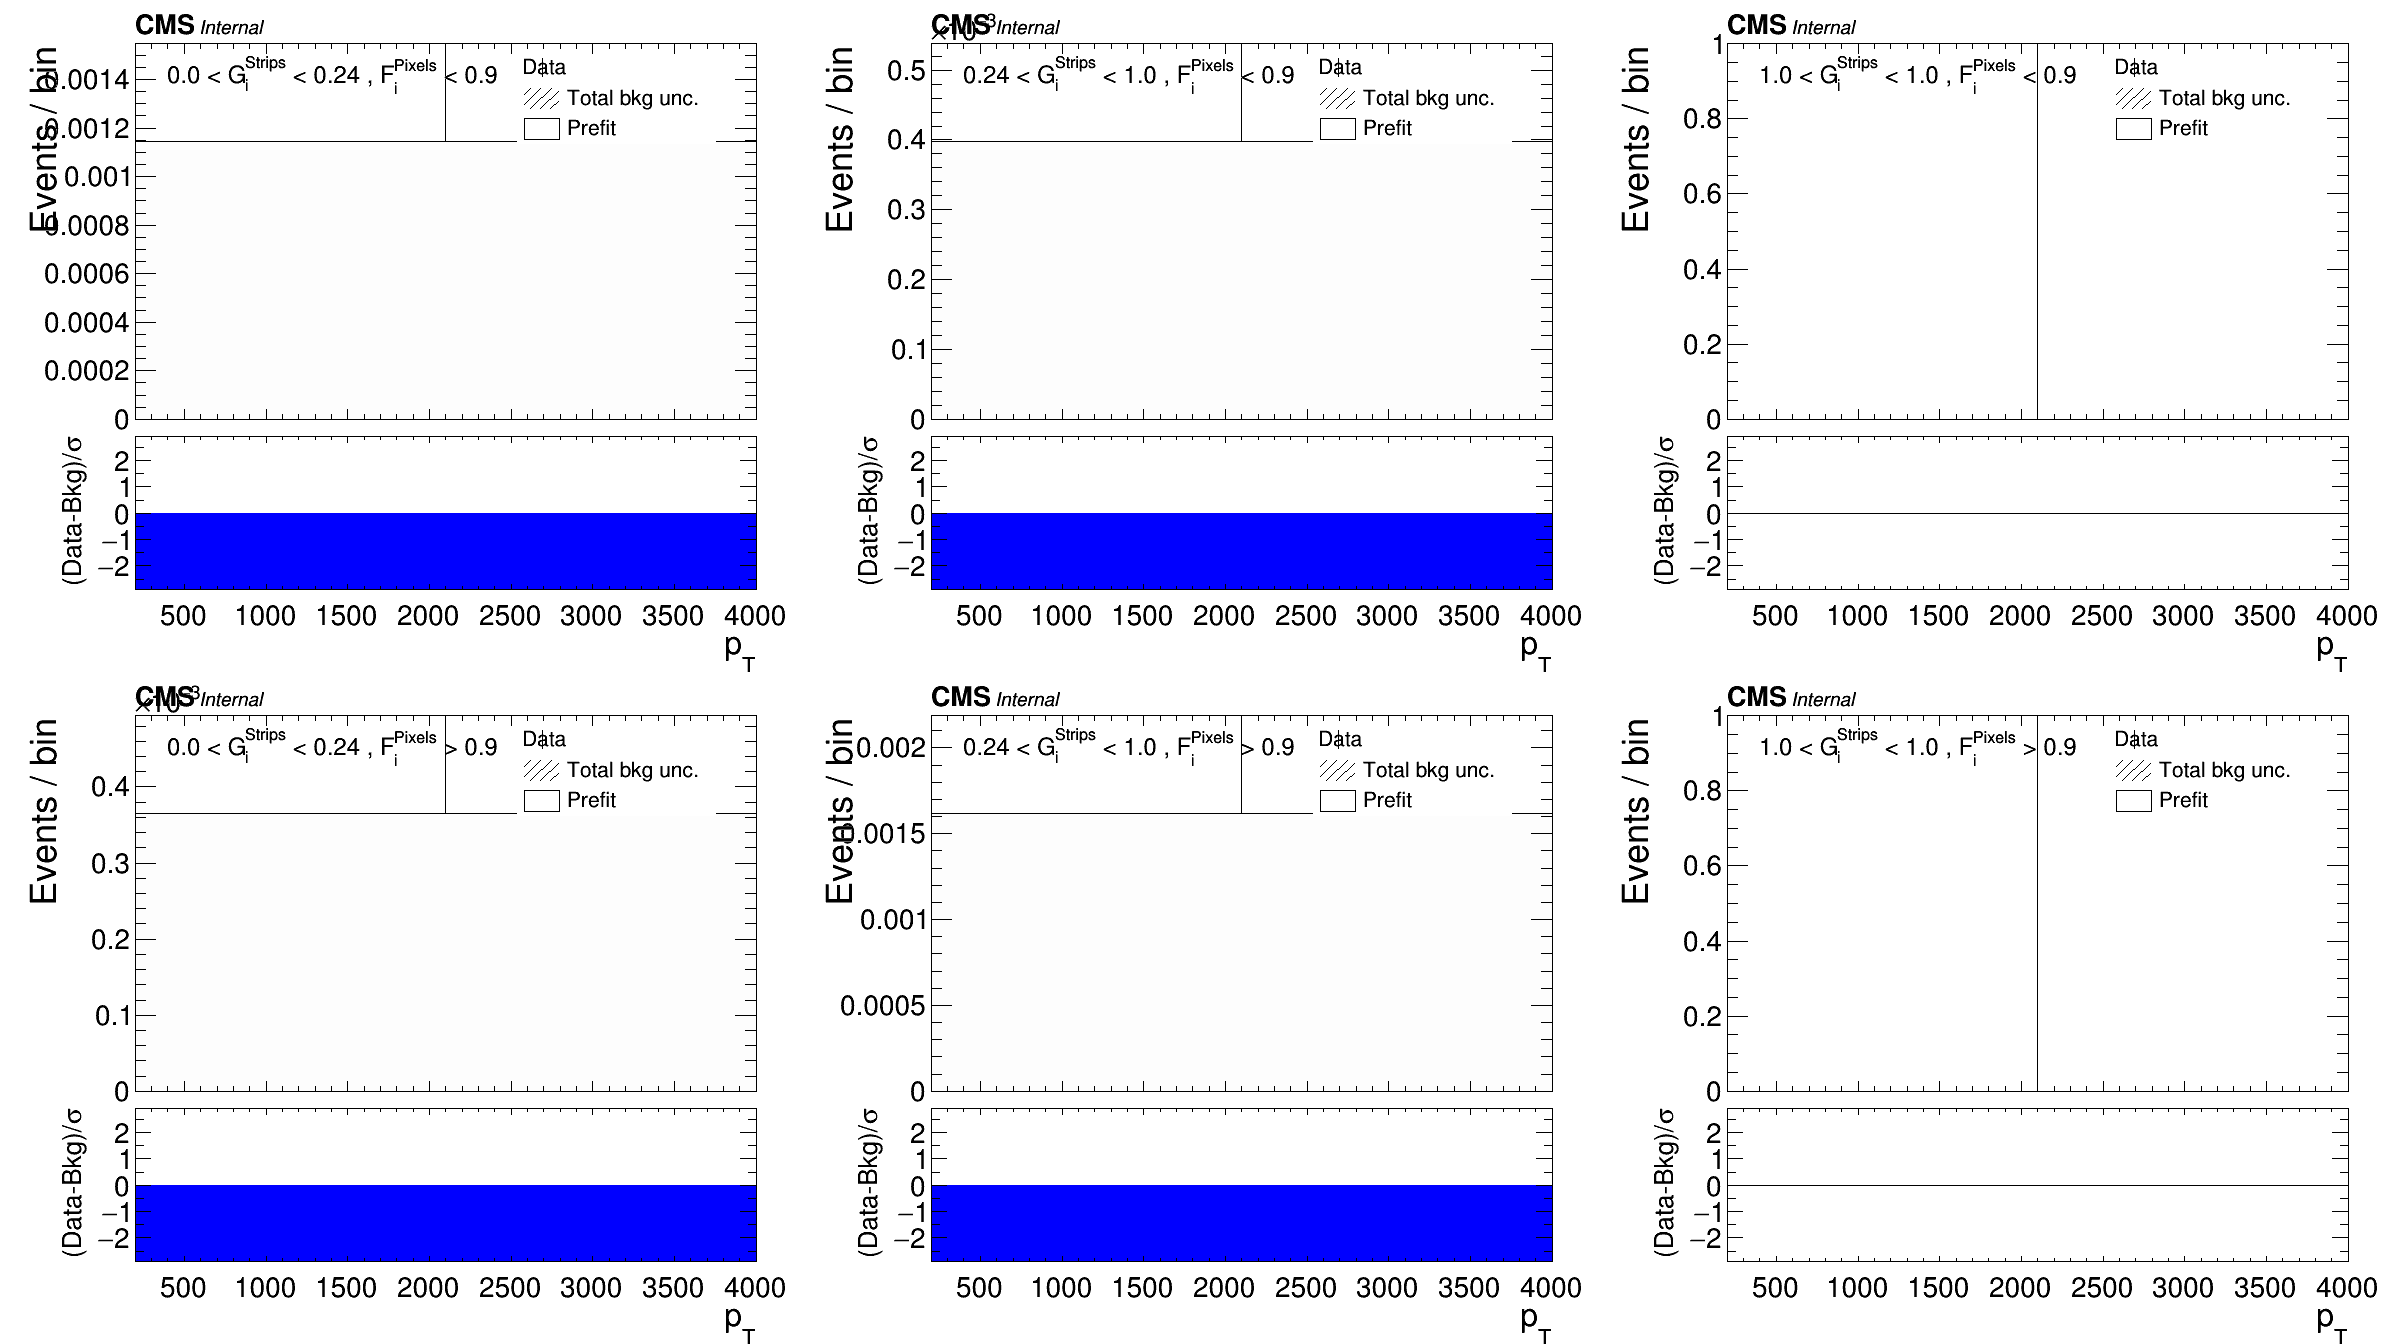 CMS Internal
Events / bin
0.0 < G_i^Strips < 0.24 , F_i^Pixels < 0.9
Data
Total bkg unc.
Prefit
0.0014
0.0012
0.001
0.0008
0.0006
0.0004
0.0002
0
(Data-Bkg)/σ
2
1
0
−1
−2
500 1000 1500 2000 2500 3000 3500 4000
p_T
CMS Internal
×10^-3
Events / bin
0.24 < G_i^Strips < 1.0 , F_i^Pixels < 0.9
Data
Total bkg unc.
Prefit
0.5
0.4
0.3
0.2
0.1
0
(Data-Bkg)/σ
2
1
0
−1
−2
500 1000 1500 2000 2500 3000 3500 4000
p_T
CMS Internal
Events / bin
1.0 < G_i^Strips < 1.0 , F_i^Pixels < 0.9
Data
Total bkg unc.
Prefit
1
0.8
0.6
0.4
0.2
0
(Data-Bkg)/σ
2
1
0
−1
−2
500 1000 1500 2000 2500 3000 3500 4000
p_T
CMS Internal
×10^-3
Events / bin
0.0 < G_i^Strips < 0.24 , F_i^Pixels > 0.9
Data
Total bkg unc.
Prefit
0.4
0.3
0.2
0.1
0
(Data-Bkg)/σ
2
1
0
−1
−2
500 1000 1500 2000 2500 3000 3500 4000
p_T
CMS Internal
Events / bin
0.24 < G_i^Strips < 1.0 , F_i^Pixels > 0.9
Data
Total bkg unc.
Prefit
0.002
0.0015
0.001
0.0005
0
(Data-Bkg)/σ
2
1
0
−1
−2
500 1000 1500 2000 2500 3000 3500 4000
p_T
CMS Internal
Events / bin
1.0 < G_i^Strips < 1.0 , F_i^Pixels > 0.9
Data
Total bkg unc.
Prefit
1
0.8
0.6
0.4
0.2
0
(Data-Bkg)/σ
2
1
0
−1
−2
500 1000 1500 2000 2500 3000 3500 4000
p_T